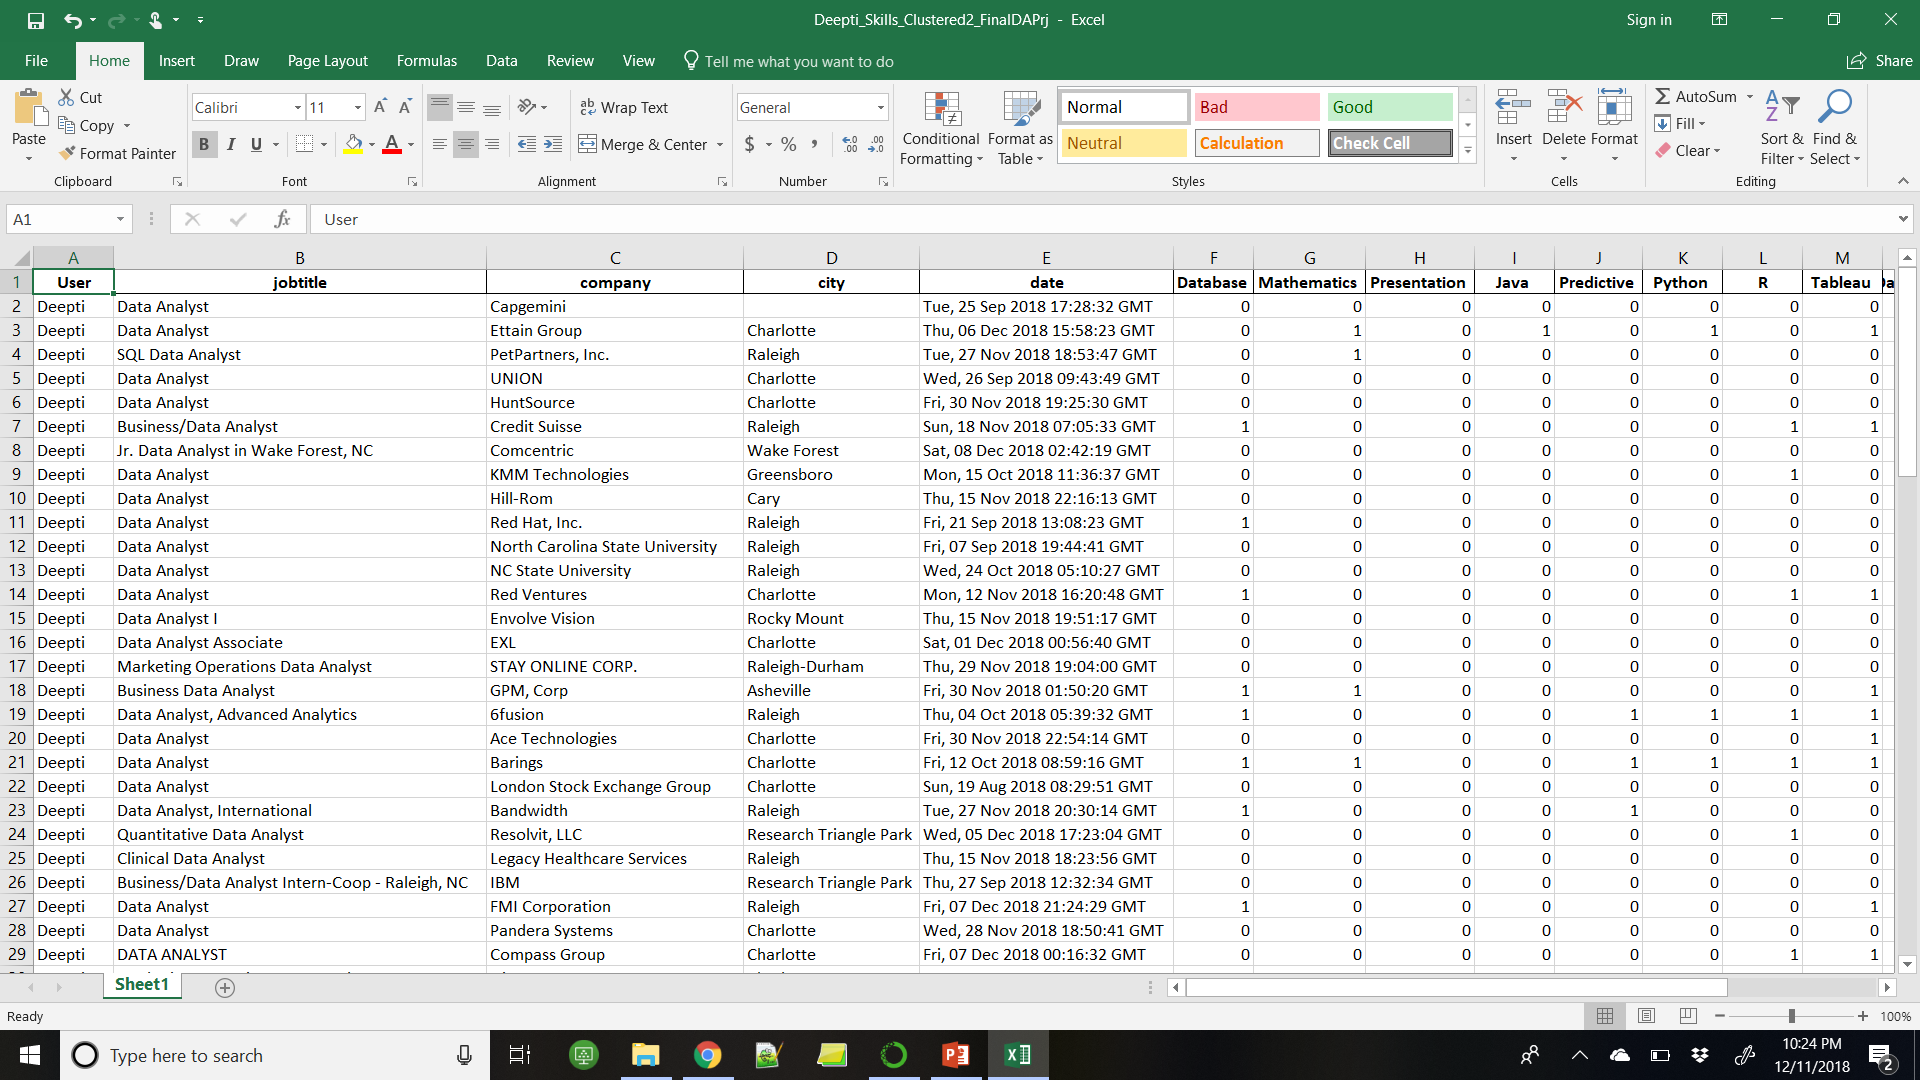 Deepti_Skills_Clustered2_FinalDAPrj - Excel
Sign in
File Home Insert Draw Page Layout Formulas Data Review View Tell me what you want to do Share
Paste
Cut
Copy
Format Painter
Clipboard
Calibri 11
B I U
Font
Wrap Text
Merge & Center
Alignment
General
$ % ,
Number
Conditional Formatting
Format as Table
Normal Bad Good
Neutral Calculation Check Cell
Styles
Insert Delete Format
Cells
AutoSum
Fill
Clear
Sort & Filter
Find & Select
Editing
A1 fx User
A B C D E F G H I J K L M
1 User jobtitle company city date Database Mathematics Presentation Java Predictive Python R Tableau
2 Deepti Data Analyst Capgemini Tue, 25 Sep 2018 17:28:32 GMT 0 0 0 0 0 0 0 0
3 Deepti Data Analyst Ettain Group Charlotte Thu, 06 Dec 2018 15:58:23 GMT 0 1 0 1 0 1 0 1
4 Deepti SQL Data Analyst PetPartners, Inc. Raleigh Tue, 27 Nov 2018 18:53:47 GMT 0 1 0 0 0 0 0 0
5 Deepti Data Analyst UNION Charlotte Wed, 26 Sep 2018 09:43:49 GMT 0 0 0 0 0 0 0 0
6 Deepti Data Analyst HuntSource Charlotte Fri, 30 Nov 2018 19:25:30 GMT 0 0 0 0 0 0 0 0
7 Deepti Business/Data Analyst Credit Suisse Raleigh Sun, 18 Nov 2018 07:05:33 GMT 1 0 0 0 0 0 1 1
8 Deepti Jr. Data Analyst in Wake Forest, NC Comcentric Wake Forest Sat, 08 Dec 2018 02:42:19 GMT 0 0 0 0 0 0 0 0
9 Deepti Data Analyst KMM Technologies Greensboro Mon, 15 Oct 2018 11:36:37 GMT 0 0 0 0 0 0 1 0
10 Deepti Data Analyst Hill-Rom Cary Thu, 15 Nov 2018 22:16:13 GMT 0 0 0 0 0 0 0 0
11 Deepti Data Analyst Red Hat, Inc. Raleigh Fri, 21 Sep 2018 13:08:23 GMT 1 0 0 0 0 0 0 0
12 Deepti Data Analyst North Carolina State University Raleigh Fri, 07 Sep 2018 19:44:41 GMT 0 0 0 0 0 0 0 0
13 Deepti Data Analyst NC State University Raleigh Wed, 24 Oct 2018 05:10:27 GMT 0 0 0 0 0 0 0 0
14 Deepti Data Analyst Red Ventures Charlotte Mon, 12 Nov 2018 16:20:48 GMT 1 0 0 0 0 0 1 1
15 Deepti Data Analyst I Envolve Vision Rocky Mount Thu, 15 Nov 2018 19:51:17 GMT 0 0 0 0 0 0 0 0
16 Deepti Data Analyst Associate EXL Charlotte Sat, 01 Dec 2018 00:56:40 GMT 0 0 0 0 0 0 0 0
17 Deepti Marketing Operations Data Analyst STAY ONLINE CORP. Raleigh-Durham Thu, 29 Nov 2018 19:04:00 GMT 0 0 0 0 0 0 0 0
18 Deepti Business Data Analyst GPM, Corp Asheville Fri, 30 Nov 2018 01:50:20 GMT 1 1 0 0 0 0 0 1
19 Deepti Data Analyst, Advanced Analytics 6fusion Raleigh Thu, 04 Oct 2018 05:39:32 GMT 1 0 0 0 1 1 1 1
20 Deepti Data Analyst Ace Technologies Charlotte Fri, 30 Nov 2018 22:54:14 GMT 0 0 0 0 0 0 0 1
21 Deepti Data Analyst Barings Charlotte Fri, 12 Oct 2018 08:59:16 GMT 1 1 0 0 1 1 1 1
22 Deepti Data Analyst London Stock Exchange Group Charlotte Sun, 19 Aug 2018 08:29:51 GMT 0 0 0 0 0 0 0 0
23 Deepti Data Analyst, International Bandwidth Raleigh Tue, 27 Nov 2018 20:30:14 GMT 1 0 0 0 1 0 0 0
24 Deepti Quantitative Data Analyst Resolvit, LLC Research Triangle Park Wed, 05 Dec 2018 17:23:04 GMT 0 0 0 0 0 0 1 0
25 Deepti Clinical Data Analyst Legacy Healthcare Services Raleigh Thu, 15 Nov 2018 18:23:56 GMT 0 0 0 0 0 0 0 0
26 Deepti Business/Data Analyst Intern-Coop - Raleigh, NC IBM Research Triangle Park Thu, 27 Sep 2018 12:32:34 GMT 0 0 0 0 0 0 0 0
27 Deepti Data Analyst FMI Corporation Raleigh Fri, 07 Dec 2018 21:24:29 GMT 1 0 0 0 0 0 0 1
28 Deepti Data Analyst Pandera Systems Charlotte Wed, 28 Nov 2018 18:50:41 GMT 0 0 0 0 0 0 0 0
29 Deepti DATA ANALYST Compass Group Charlotte Fri, 07 Dec 2018 00:16:32 GMT 0 0 0 0 0 0 1 1
Sheet1
Ready 100%
Type here to search
10:24 PM
12/11/2018
2